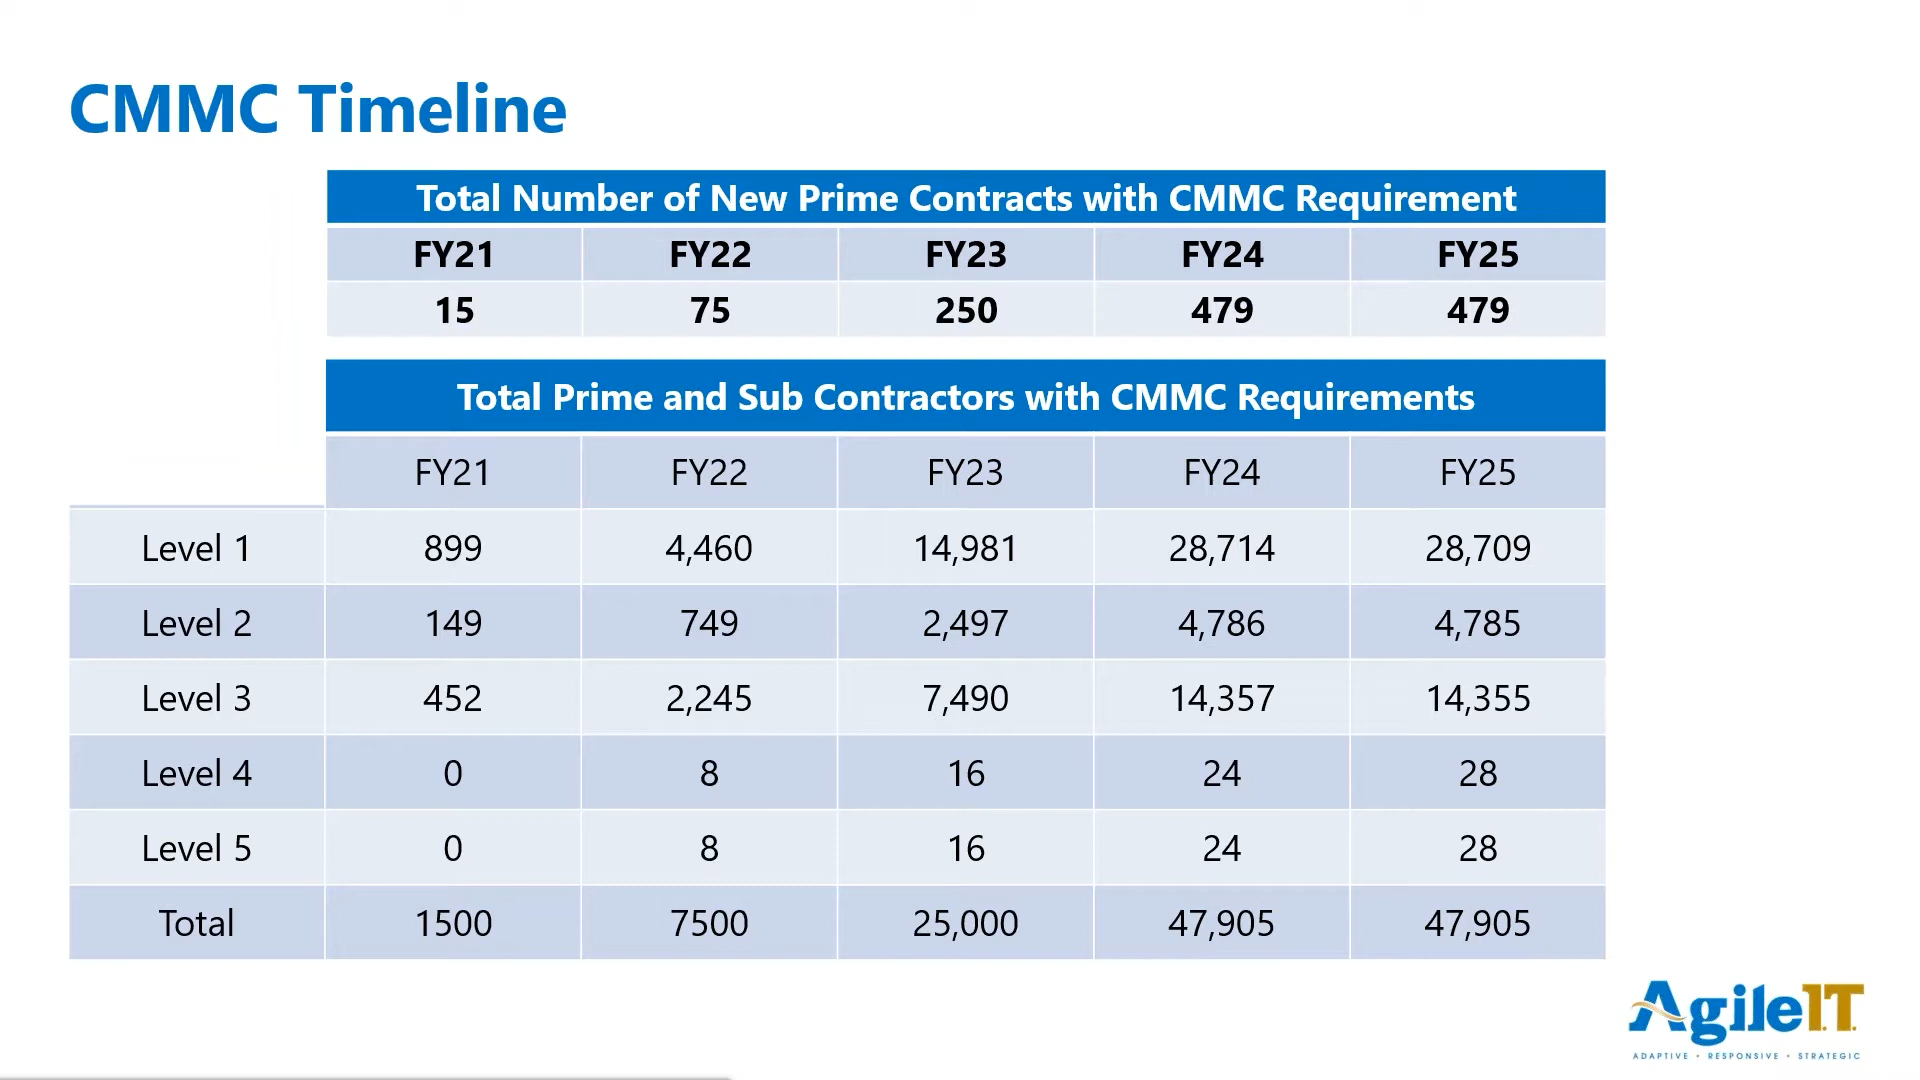 CMMC Timeline
Total Number of New Prime Contracts with CMMC Requirement
FY21 FY22 FY23 FY24 FY25
15 75 250 479 479
Total Prime and Sub Contractors with CMMC Requirements
FY21 FY22 FY23 FY24 FY25
Level 1 899 4,460 14,981 28,714 28,709
Level 2 149 749 2,497 4,786 4,785
Level 3 452 2,245 7,490 14,357 14,355
Level 4 0 8 16 24 28
Level 5 0 8 16 24 28
Total 1500 7500 25,000 47,905 47,905
AgileI.T.
ADAPTIVE • RESPONSIVE • STRATEGIC